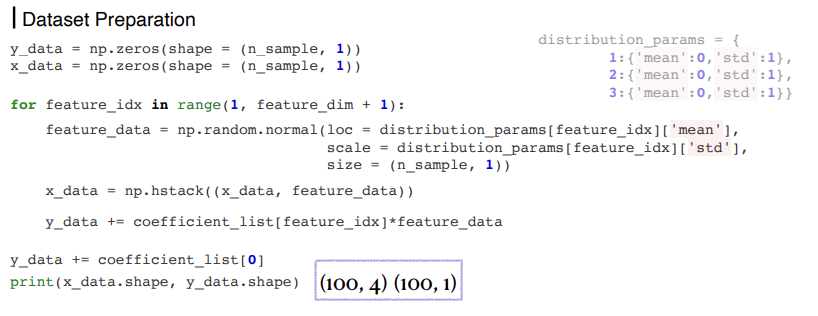 Dataset Preparation
y_data = np.zeros(shape = (n_sample, 1))
x_data = np.zeros(shape = (n_sample, 1))
distribution_params = {
1:{'mean':0,'std':1},
2:{'mean':0,'std':1},
3:{'mean':0,'std':1}}
for feature_idx in range(1, feature_dim + 1):
feature_data = np.random.normal(loc = distribution_params[feature_idx]['mean'],
scale = distribution_params[feature_idx]['std'],
size = (n_sample, 1))
x_data = np.hstack((x_data, feature_data))
y_data += coefficient_list[feature_idx]*feature_data
y_data += coefficient_list[0]
print(x_data.shape, y_data.shape) (100, 4) (100, 1)